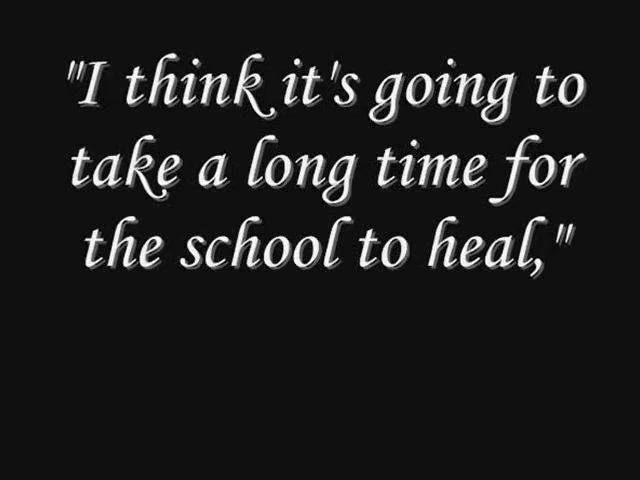 "I think it's going to
take a long time for
the school to heal,"